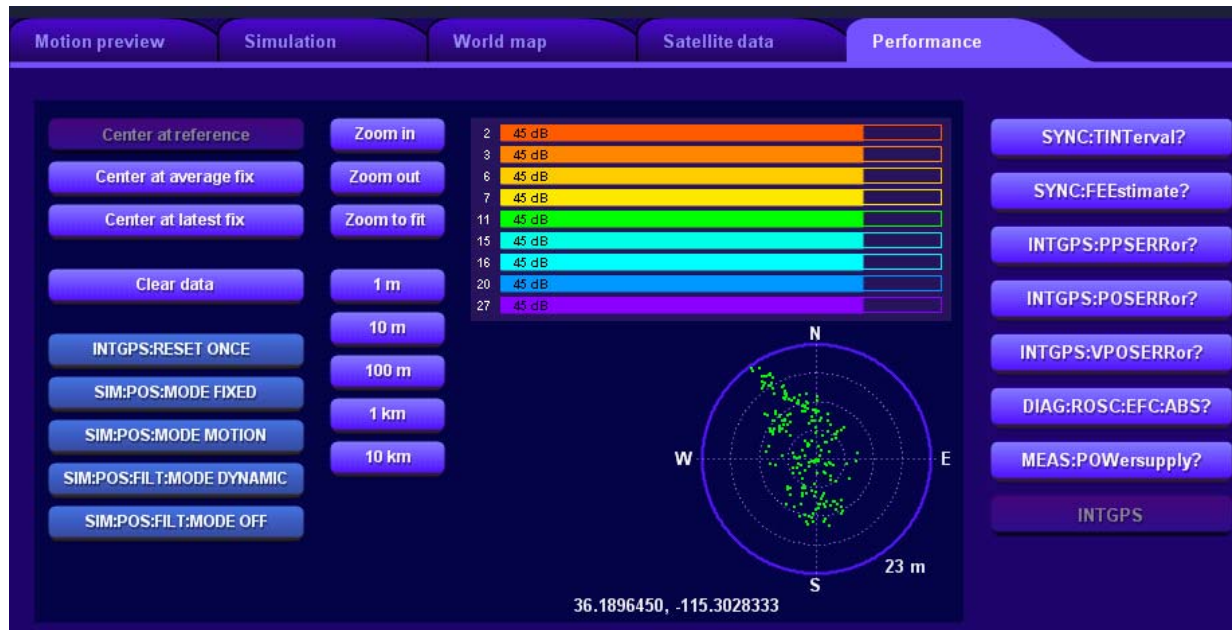 Motion preview
Simulation
World map
Satellite data
Performance
Center at reference
Center at average fix
Center at latest fix
Clear data
INTGPS:RESET ONCE
SIM:POS:MODE FIXED
SIM:POS:MODE MOTION
SIM:POS:FILT:MODE DYNAMIC
SIM:POS:FILT:MODE OFF
Zoom in
Zoom out
Zoom to fit
1 m
10 m
100 m
1 km
10 km
2 45 dB
3 45 dB
6 45 dB
7 45 dB
11 45 dB
15 45 dB
16 45 dB
20 45 dB
27 45 dB
N
W
E
S
23 m
36.1896450, -115.3028333
SYNC:TINTerval?
SYNC:FEEstimate?
INTGPS:PPSERRor?
INTGPS:POSERRor?
INTGPS:VPOSERRor?
DIAG:ROSC:EFC:ABS?
MEAS:POWersupply?
INTGPS